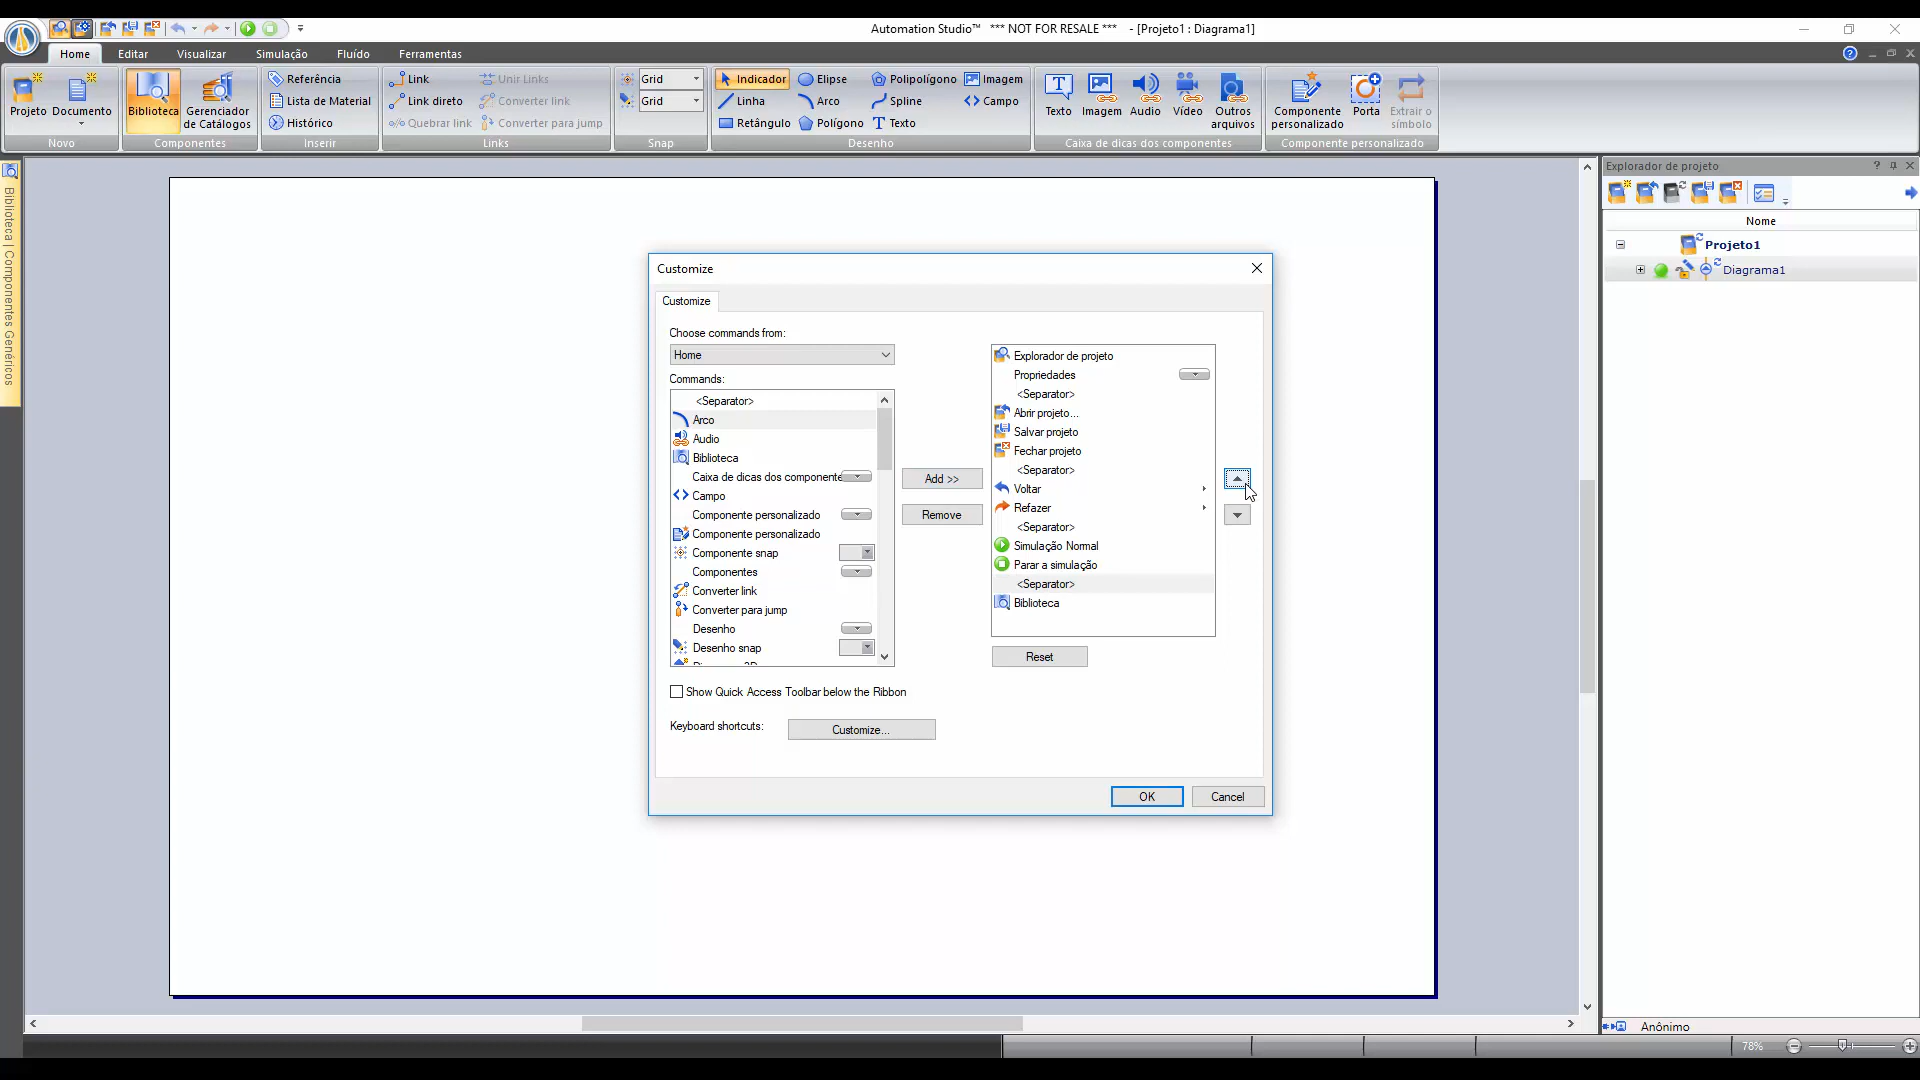 Automation Studio™ *** NOT FOR RESALE *** - [Projeto1 : Diagrama1]
Home Editar Visualizar Simulação Fluído Ferramentas
Projeto Documento
Novo
Biblioteca Gerenciador de Catálogos
Componentes
Referência
Lista de Material
Histórico
Inserir
Link Unir Links
Link direto Converter link
Quebrar link Converter para jump
Links
Grid
Grid
Snap
Indicador Elipse Polipolígono Imagem
Linha Arco Spline Campo
Retângulo Polígono Texto
Desenho
Texto Imagem Audio Vídeo Outros arquivos
Caixa de dicas dos componentes
Componente personalizado Porta Extrair o símbolo
Componente personalizado
Biblioteca | Componentes Genéricos
Explorador de projeto
Nome
Projeto1
Diagrama1
Customize
Customize
Choose commands from:
Home
Commands:
<Separator>
Arco
Audio
Biblioteca
Caixa de dicas dos componente
Campo
Componente personalizado
Componente personalizado
Componente snap
Componentes
Converter link
Converter para jump
Desenho
Desenho snap
Add >>
Remove
Explorador de projeto
Propriedades
<Separator>
Abrir projeto...
Salvar projeto
Fechar projeto
<Separator>
Voltar
Refazer
<Separator>
Simulação Normal
Parar a simulação
<Separator>
Biblioteca
Reset
Show Quick Access Toolbar below the Ribbon
Keyboard shortcuts: Customize...
OK Cancel
Anônimo
78%